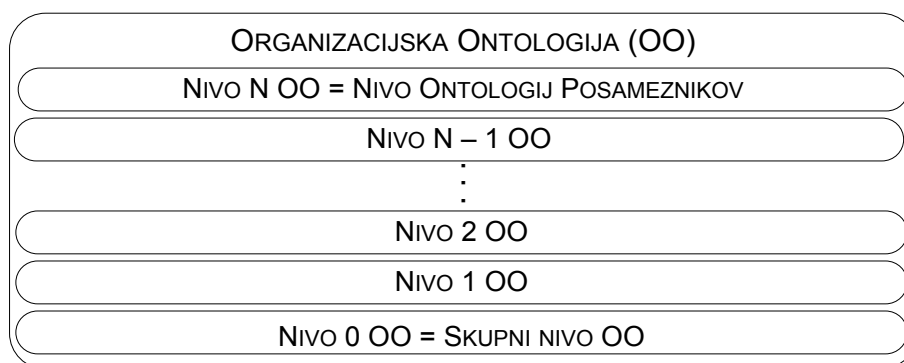 ORGANIZACIJSKA ONTOLOGIJA (OO)
NIVO N OO = NIVO ONTOLOGIJ POSAMEZNIKOV
NIVO N – 1 OO
⋮
NIVO 2 OO
NIVO 1 OO
NIVO 0 OO = SKUPNI NIVO OO